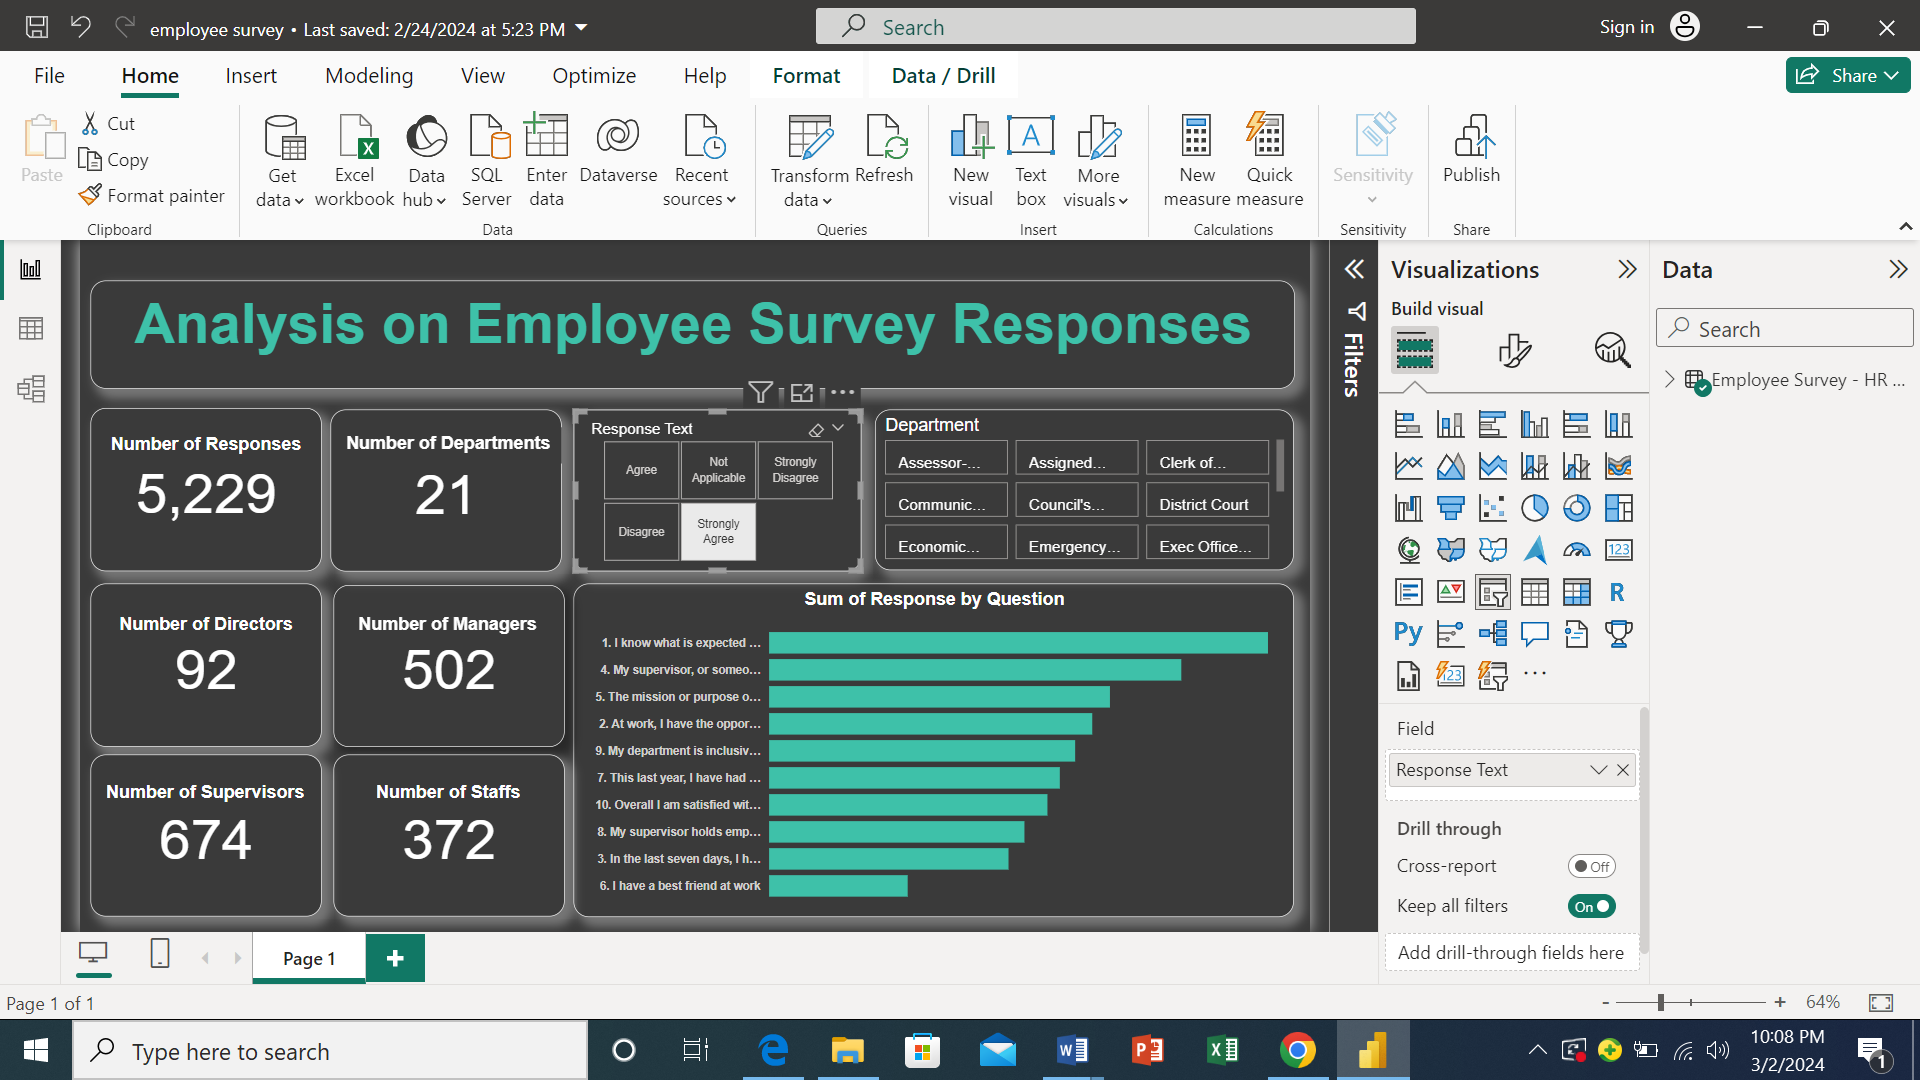 employee survey • Last saved: 2/24/2024 at 5:23 PM
Search
Sign in
File
Home
Insert
Modeling
View
Optimize
Help
Format
Data / Drill
Share
Paste
Cut
Copy
Format painter
Clipboard
Get data
Excel workbook
Data hub
SQL Server
Enter data
Dataverse
Recent sources
Data
Transform data
Refresh
Queries
New visual
Text box
More visuals
Insert
New measure
Quick measure
Calculations
Sensitivity
Sensitivity
Publish
Share
Analysis on Employee Survey Responses
Number of Responses
5,229
Number of Departments
21
Response Text
Agree
Not Applicable
Strongly Disagree
Disagree
Strongly Agree
Department
Assessor-...
Assigned...
Clerk of...
Communic...
Council's...
District Court
Economic...
Emergency...
Exec Office...
Number of Directors
92
Number of Managers
502
Number of Supervisors
674
Number of Staffs
372
Sum of Response by Question
1. I know what is expected ...
4. My supervisor, or someo...
5. The mission or purpose o...
2. At work, I have the oppor...
9. My department is inclusiv...
7. This last year, I have had ...
10. Overall I am satisfied wit...
8. My supervisor holds emp...
3. In the last seven days, I h...
6. I have a best friend at work
Filters
Visualizations
Build visual
123
R
Py
123
Field
Response Text
Drill through
Cross-report
Off
Keep all filters
On
Add drill-through fields here
Data
Search
Employee Survey - HR ...
Page 1
Page 1 of 1
- +
64%
Type here to search
10:08 PM
3/2/2024
1